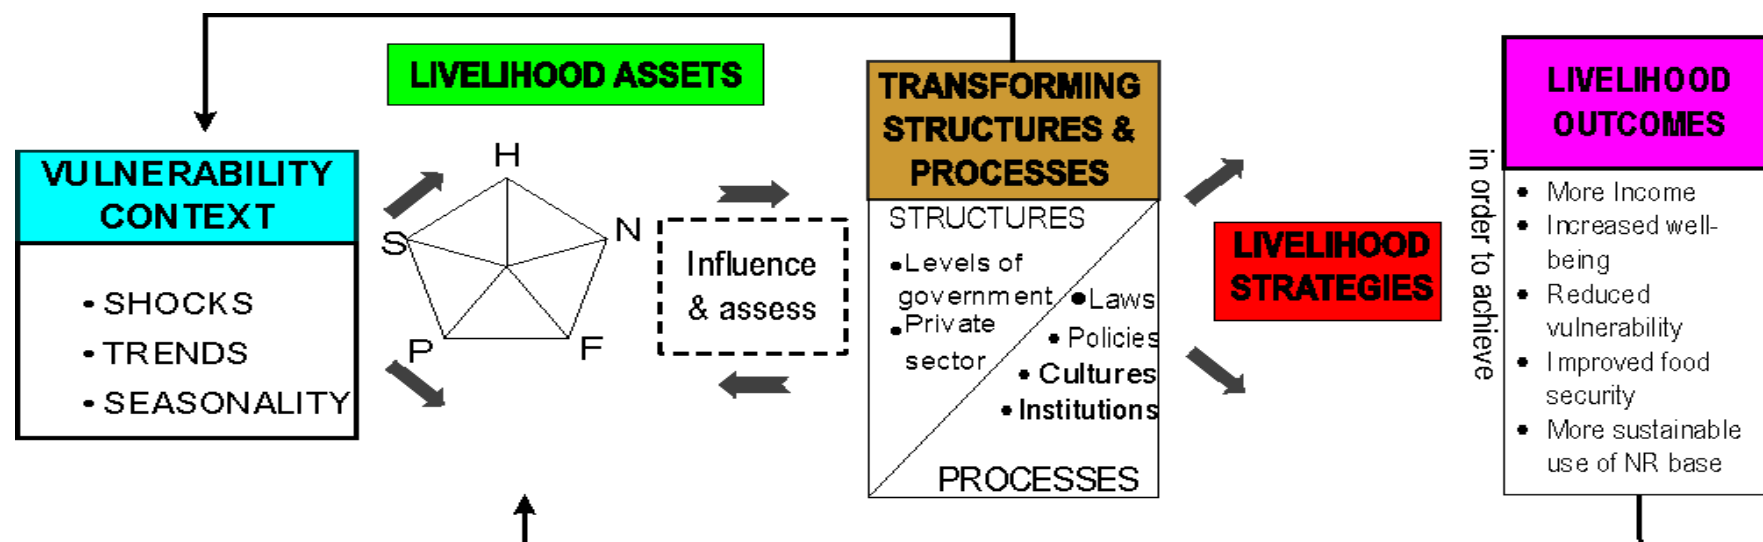 LIVELIHOOD ASSETS
VULNERABILITY
CONTEXT
• SHOCKS
• TRENDS
• SEASONALITY
H
S
N
P
F
Influence
& assess
TRANSFORMING
STRUCTURES &
PROCESSES
STRUCTURES
•Levels of
government
•Private
sector
•Laws
• Policies
• Cultures
• Institutions
PROCESSES
LIVELIHOOD
STRATEGIES
in order to achieve
LIVELIHOOD
OUTCOMES
• More Income
• Increased well-
being
• Reduced
vulnerability
• Improved food
security
• More sustainable
use of NR base